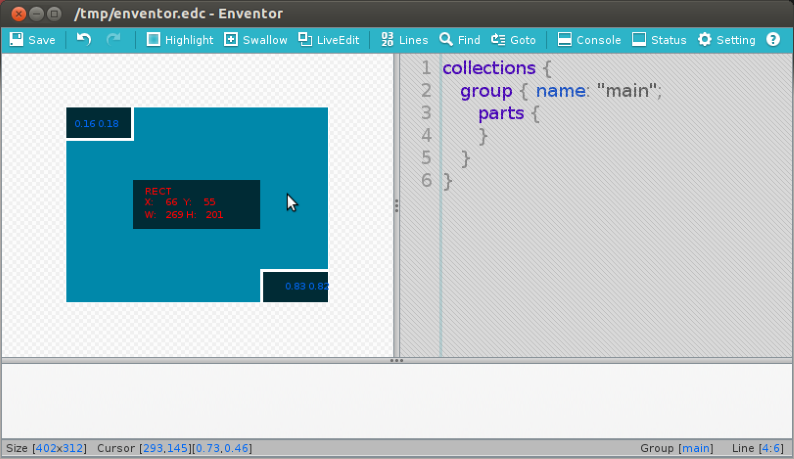 /tmp/enventor.edc - Enventor
Save Highlight Swallow LiveEdit 03 20 Lines Find Goto Console Status Setting ?
0.16 0.18
RECT
X: 66 Y: 55
W: 269 H: 201
0.83 0.82
1 collections {
2 group { name: "main";
3 parts {
4 }
5 }
6 }
Size [402x312] Cursor [293,145][0.73,0.46] Group [main] Line [4:6]